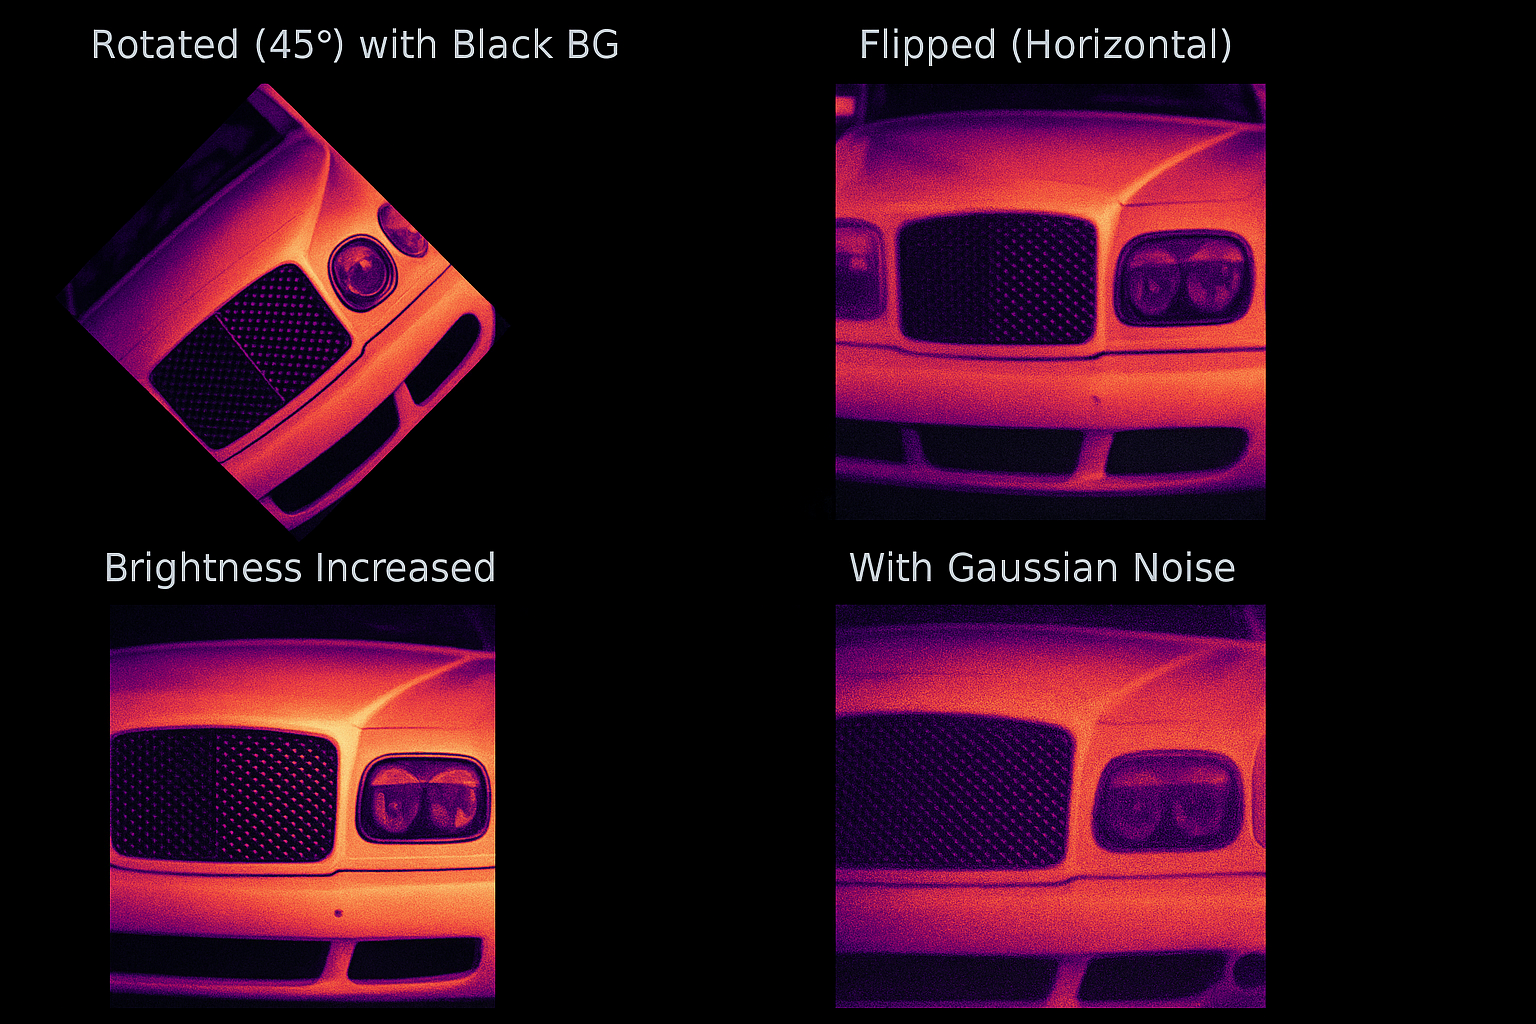 Rotated (45°) with Black BG
Flipped (Horizontal)
Brightness Increased
With Gaussian Noise